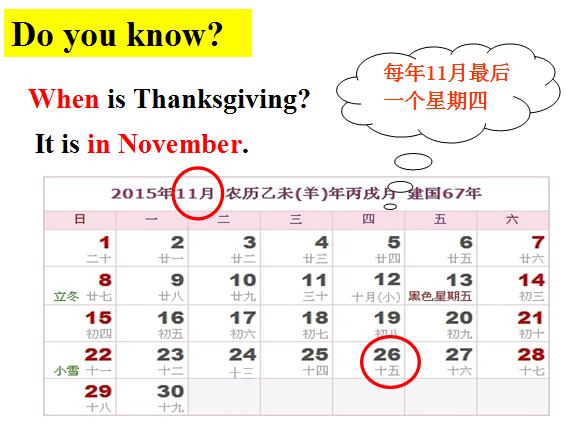 Do you know?
每年11月最后
一个星期四
When is Thanksgiving?
It is in November.
2015年11月 农历乙未(羊)年丙戌月 建国67年
日 一 二 三 四 五 六
1 2 3 4 5 6 7
二十 廿一 廿二 廿三 廿四 廿五 廿六
8 9 10 11 12 13 14
立冬 廿七 廿八 廿九 三十 十月(小) 黑色星期五 初三
15 16 17 18 19 20 21
初四 初五 初六 初七 初八 初九 初十
22 23 24 25 26 27 28
小雪 十一 十二 十三 十四 十五 十六 十七
29 30
十八 十九